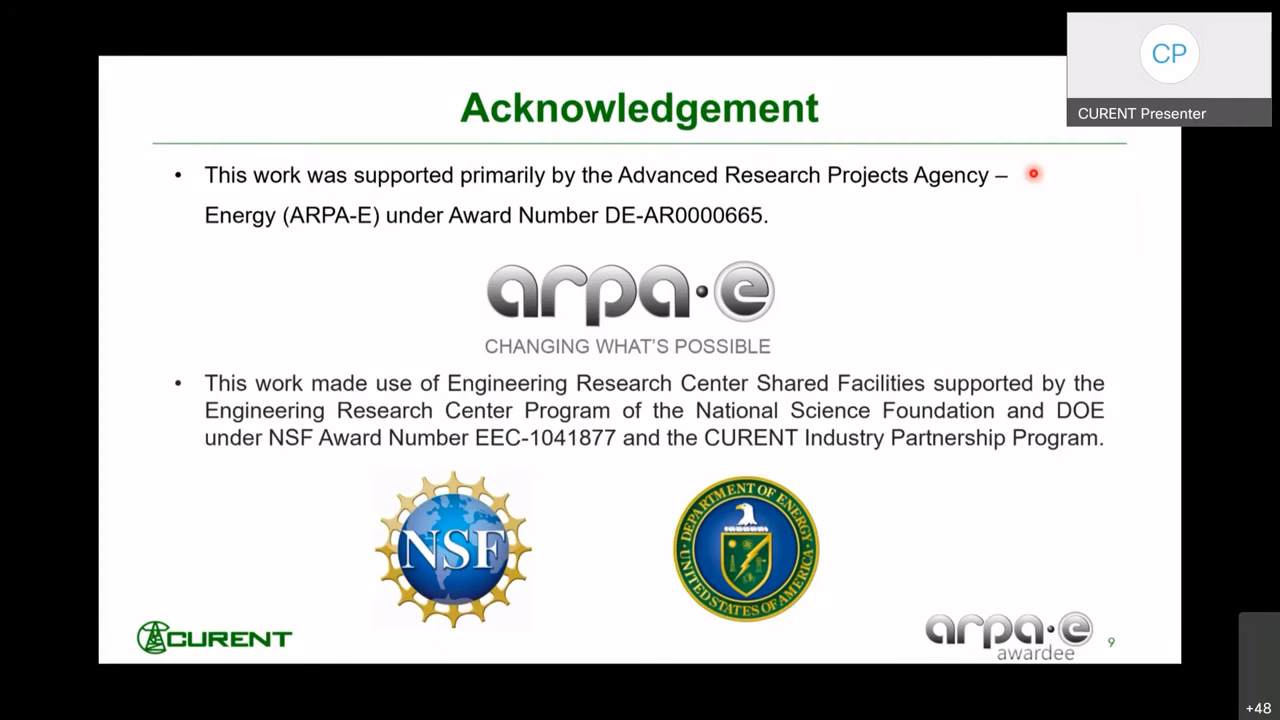 CP
CURENT Presenter
Acknowledgement
• This work was supported primarily by the Advanced Research Projects Agency –
Energy (ARPA-E) under Award Number DE-AR0000665.
arpa·e
CHANGING WHAT'S POSSIBLE
• This work made use of Engineering Research Center Shared Facilities supported by the
Engineering Research Center Program of the National Science Foundation and DOE
under NSF Award Number EEC-1041877 and the CURENT Industry Partnership Program.
NSF
DEPARTMENT OF ENERGY
UNITED STATES OF AMERICA
CURENT
arpa·e
awardee
9
+48